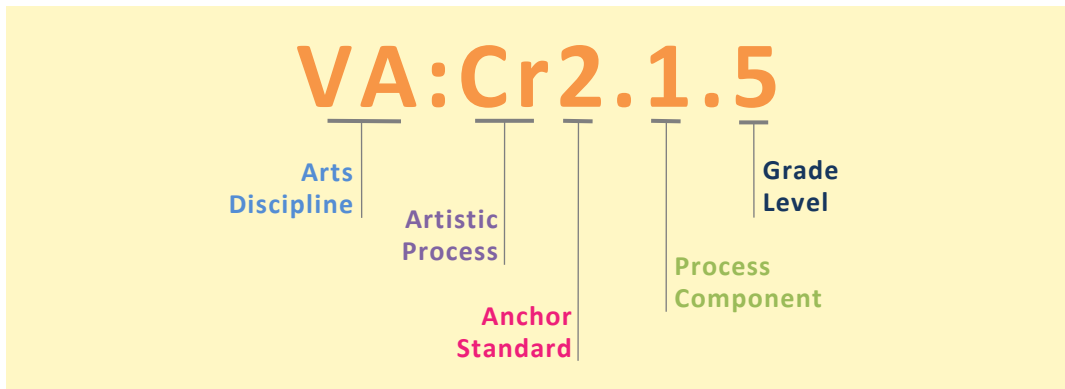 VA:Cr2.1.5
Arts
Discipline
Artistic
Process
Anchor
Standard
Process
Component
Grade
Level